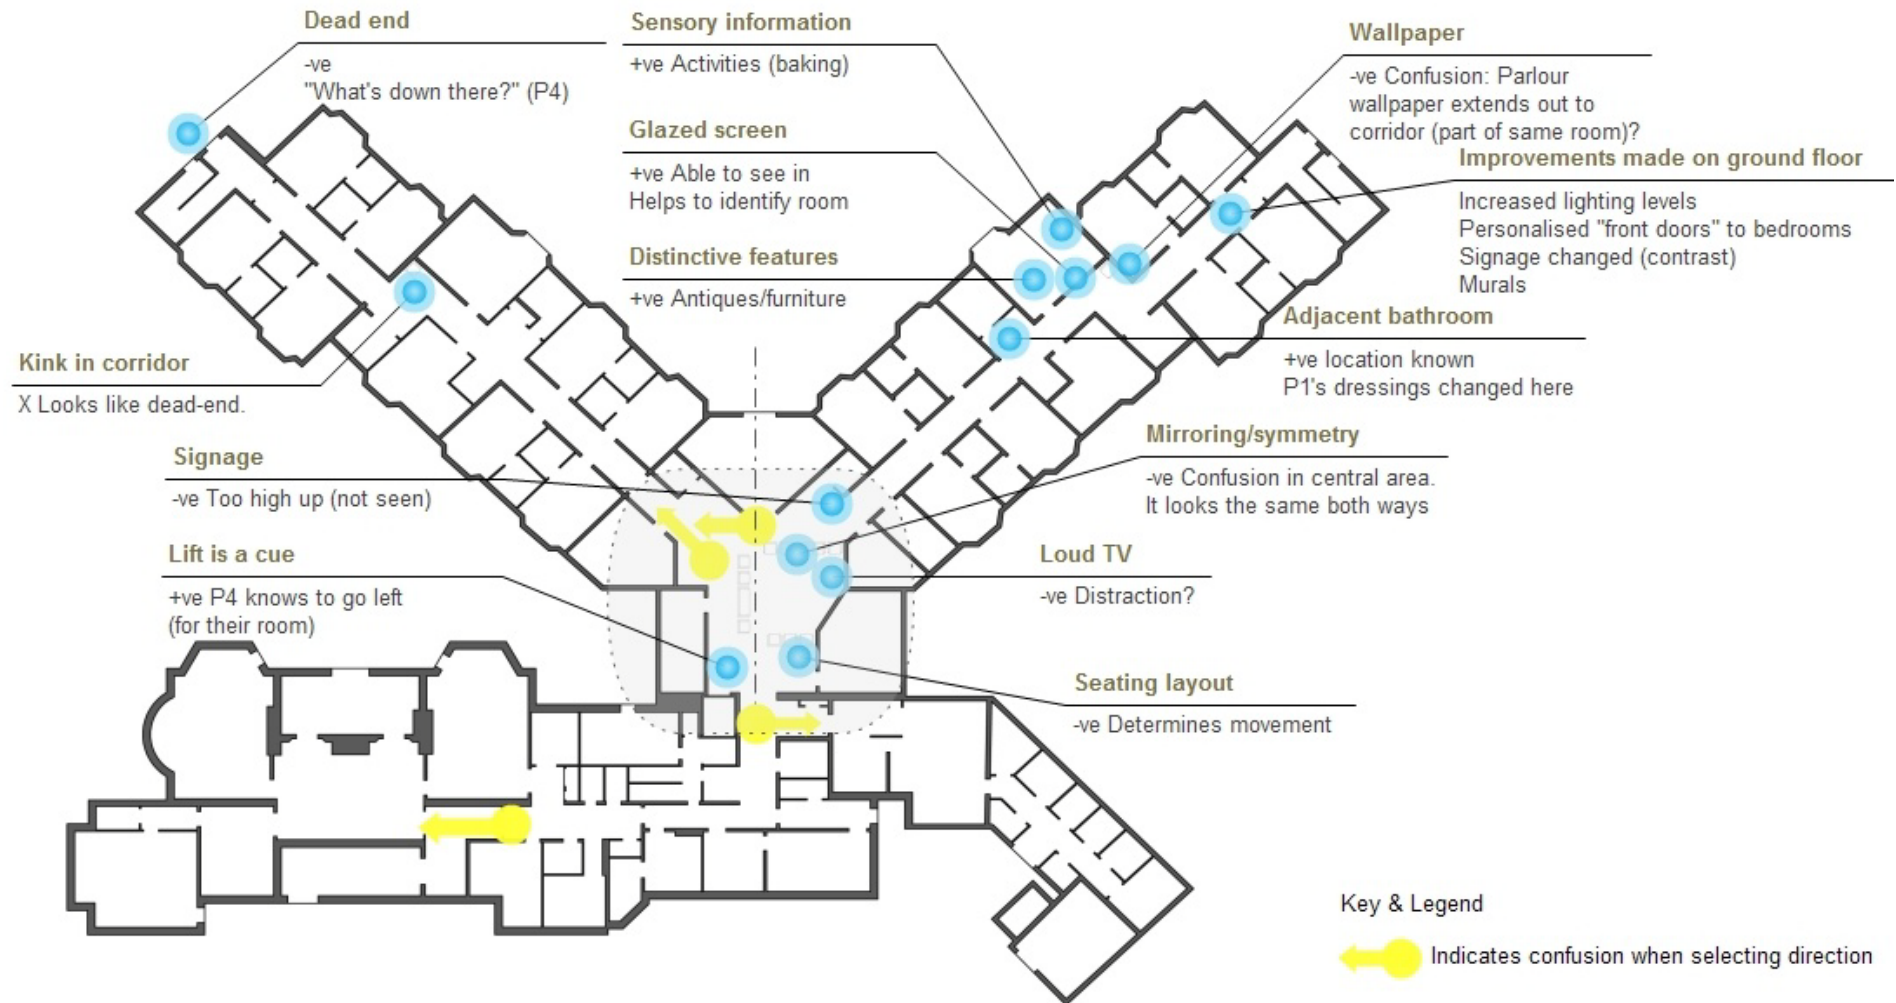 Dead end
-ve
"What's down there?" (P4)
Sensory information
+ve Activities (baking)
Glazed screen
+ve Able to see in
Helps to identify room
Distinctive features
+ve Antiques/furniture
Wallpaper
-ve Confusion: Parlour
wallpaper extends out to
corridor (part of same room)?
Improvements made on ground floor
Increased lighting levels
Personalised "front doors" to bedrooms
Signage changed (contrast)
Murals
Adjacent bathroom
+ve location known
P1's dressings changed here
Kink in corridor
X Looks like dead-end.
Mirroring/symmetry
-ve Confusion in central area.
It looks the same both ways
Signage
-ve Too high up (not seen)
Lift is a cue
+ve P4 knows to go left
(for their room)
Loud TV
-ve Distraction?
Seating layout
-ve Determines movement
Key & Legend
Indicates confusion when selecting direction